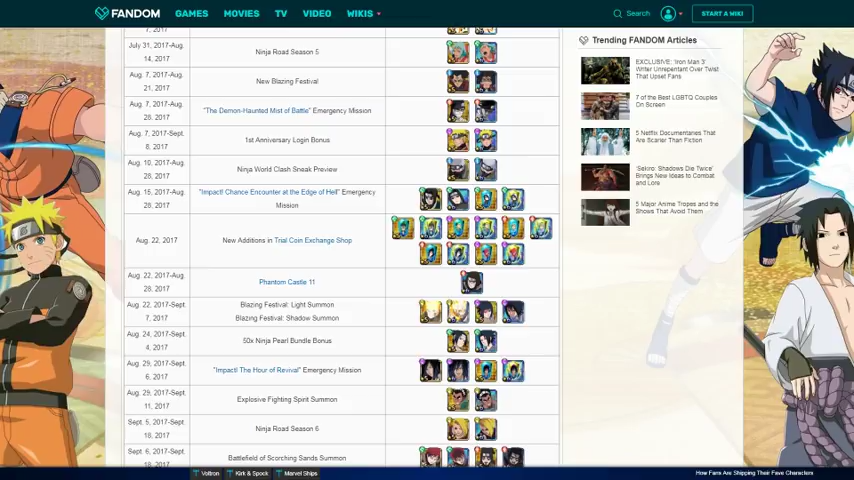 FANDOM GAMES MOVIES TV VIDEO WIKIS Search START A WIKI
7, 2017
July 31, 2017-Aug. 14, 2017 Ninja Road Season 5
Aug. 7, 2017-Aug. 21, 2017 New Blazing Festival
Aug. 7, 2017-Aug. 28, 2017 "The Demon-Haunted Mist of Battle" Emergency Mission
Aug. 7, 2017-Sept. 8, 2017 1st Anniversary Login Bonus
Aug. 10, 2017-Aug. 28, 2017 Ninja World Clash Sneak Preview
Aug. 15, 2017-Aug. 28, 2017 "Impact! Chance Encounter at the Edge of Hell" Emergency Mission
Aug. 22, 2017 New Additions in Trial Coin Exchange Shop
Aug. 22, 2017-Aug. 28, 2017 Phantom Castle 11
Aug. 22, 2017-Sept. 7, 2017 Blazing Festival: Light Summon
Blazing Festival: Shadow Summon
Aug. 24, 2017-Sept. 4, 2017 50x Ninja Pearl Bundle Bonus
Aug. 29, 2017-Sept. 6, 2017 "Impact! The Hour of Revival" Emergency Mission
Aug. 29, 2017-Sept. 11, 2017 Explosive Fighting Spirit Summon
Sept. 5, 2017-Sept. 18, 2017 Ninja Road Season 6
Sept. 6, 2017-Sept. 18, 2017 Battlefield of Scorching Sands Summon
Trending FANDOM Articles
EXCLUSIVE: 'Iron Man 3'
Writer Unrepentant Over Twist
That Upset Fans
7 of the Best LGBTQ Couples
On Screen
5 Netflix Documentaries That
Are Scarier Than Fiction
'Sekiro: Shadows Die Twice'
Brings New Ideas to Combat
and Lore
5 Major Anime Tropes and the
Shows That Avoid Them
Voltron Kirk & Spock Marvel Ships How Fans Are Shipping Their Fave Characters